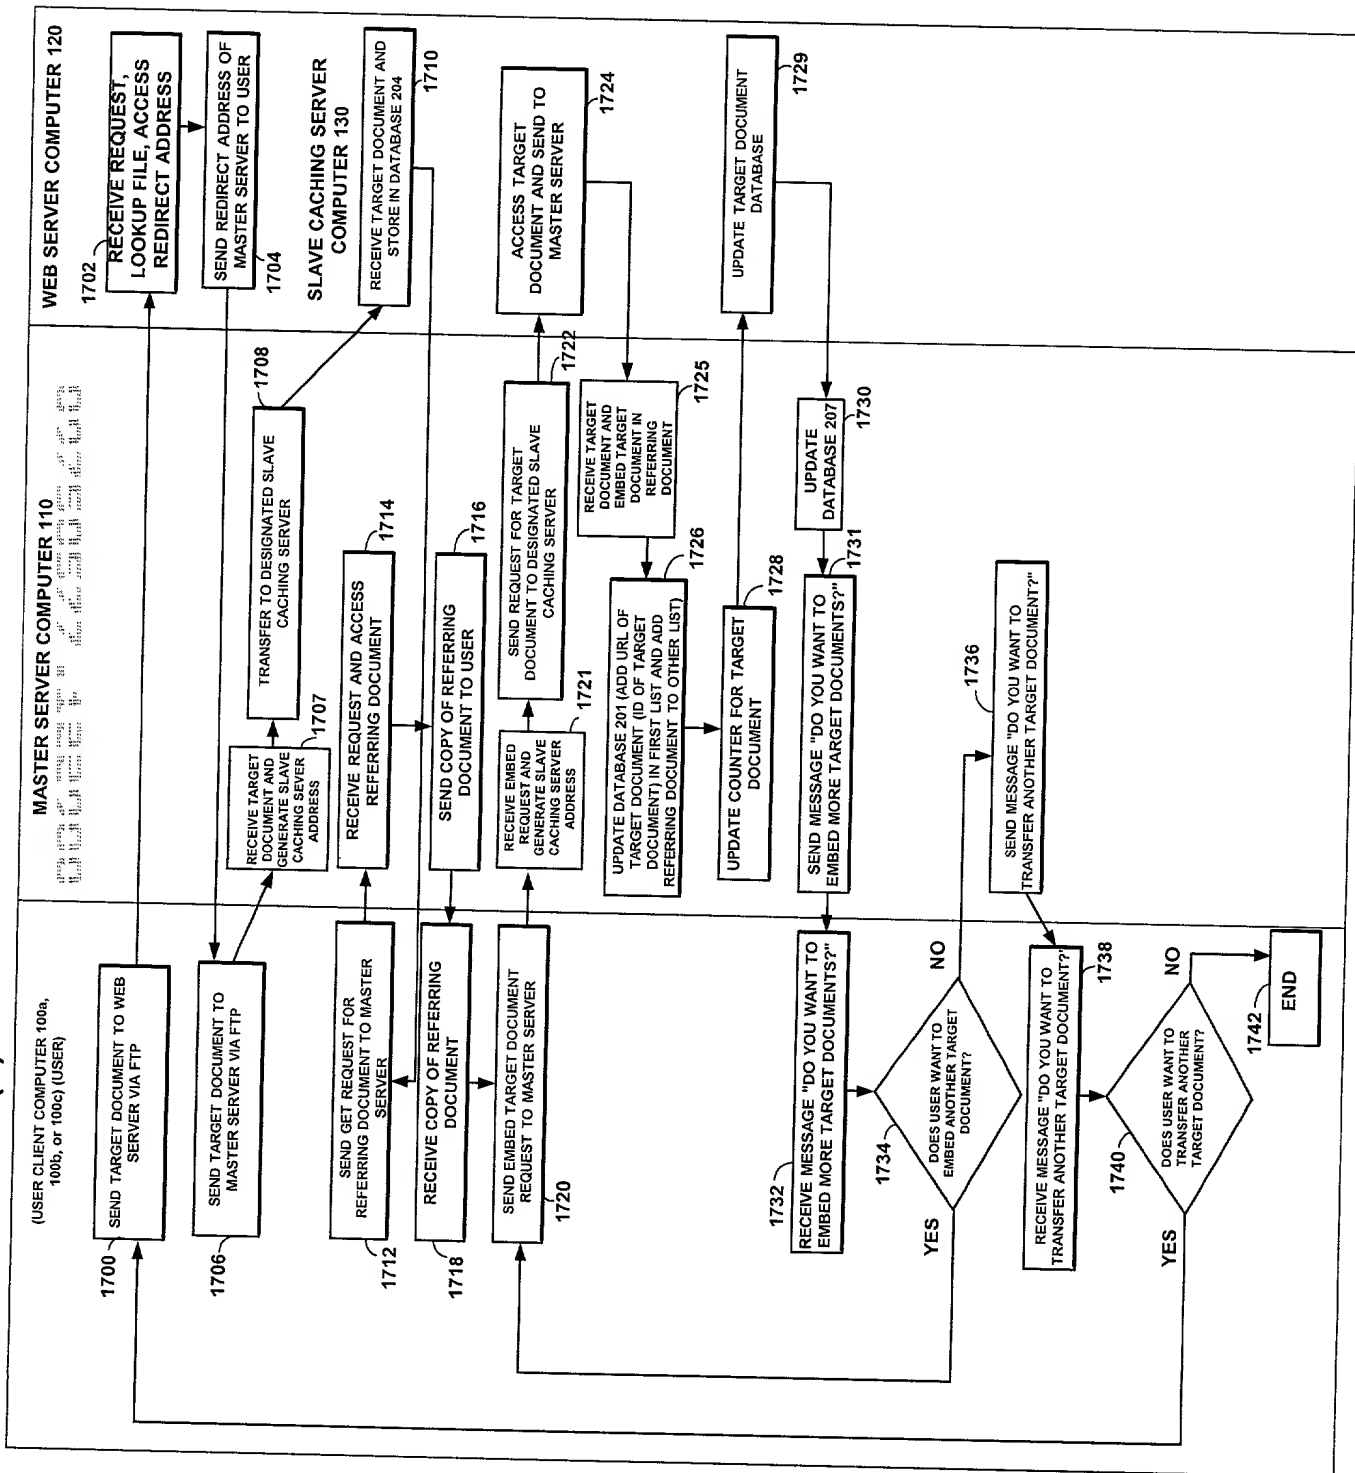 (USER CLIENT COMPUTER 100a,
100b, or 100c) (USER)
MASTER SERVER COMPUTER 110
WEB SERVER COMPUTER 120
1700
SEND TARGET DOCUMENT TO WEB
SERVER VIA FTP
1702
RECEIVE REQUEST,
LOOKUP FILE, ACCESS
REDIRECT ADDRESS
SEND REDIRECT ADDRESS OF
MASTER SERVER TO USER
1704
1706
SEND TARGET DOCUMENT TO
MASTER SERVER VIA FTP
RECEIVE TARGET
DOCUMENT AND
GENERATE SLAVE
CACHING SEVER
ADDRESS
1707
TRANSFER TO DESIGNATED SLAVE
CACHING SERVER
1708
SLAVE CACHING SERVER
COMPUTER 130
RECEIVE TARGET DOCUMENT AND
STORE IN DATABASE 204
1710
1712
SEND GET REQUEST FOR
REFERRING DOCUMENT TO MASTER
SERVER
RECEIVE REQUEST AND ACCESS
REFERRING DOCUMENT
1714
SEND COPY OF REFERRING
DOCUMENT TO USER
1716
1718
RECEIVE COPY OF REFERRING
DOCUMENT
SEND EMBED TARGET DOCUMENT
REQUEST TO MASTER SERVER
1720
RECEIVE EMBED
REQUEST AND
GENERATE SLAVE
CACHING SERVER
ADDRESS
1721
SEND REQUEST FOR TARGET
DOCUMENT TO DESIGNATED SLAVE
CACHING SERVER
1722
ACCESS TARGET
DOCUMENT AND SEND TO
MASTER SERVER
1724
RECEIVE TARGET
DOCUMENT AND
EMBED TARGET
DOCUMENT IN
REFERRING
DOCUMENT
1725
UPDATE DATABASE 201 (ADD URL OF
TARGET DOCUMENT (ID OF TARGET
DOCUMENT) IN FIRST LIST AND ADD
REFERRING DOCUMENT TO OTHER LIST)
1726
UPDATE COUNTER FOR TARGET
DOCUMENT
1728
UPDATE TARGET DOCUMENT
DATABASE
1729
UPDATE
DATABASE 207
1730
SEND MESSAGE "DO YOU WANT TO
EMBED MORE TARGET DOCUMENTS?"
1731
1732
RECEIVE MESSAGE "DO YOU WANT TO
EMBED MORE TARGET DOCUMENTS?"
1734
DOES USER WANT TO
EMBED ANOTHER TARGET
DOCUMENT?
YES
NO
SEND MESSAGE "DO YOU WANT TO
TRANSFER ANOTHER TARGET DOCUMENT?"
1736
RECEIVE MESSAGE "DO YOU WANT TO
TRANSFER ANOTHER TARGET DOCUMENT?"
1738
1740
DOES USER WANT TO
TRANSFER ANOTHER
TARGET DOCUMENT?
YES
NO
1742
END